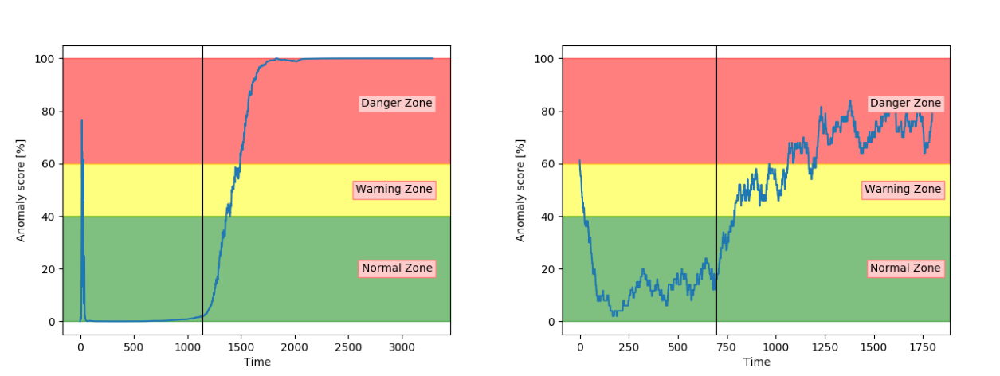 100
80
60
40
20
0
Anomaly score [%]
Danger Zone
Warning Zone
Normal Zone
0 500 1000 1500 2000 2500 3000
Time
100
80
60
40
20
0
Anomaly score [%]
Danger Zone
Warning Zone
Normal Zone
0 250 500 750 1000 1250 1500 1750
Time